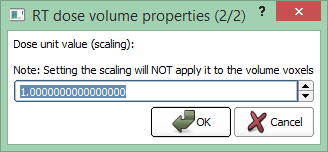 RT dose volume properties (2/2)
Dose unit value (scaling):
Note: Setting the scaling will NOT apply it to the volume voxels
1.0000000000000000
OK Cancel